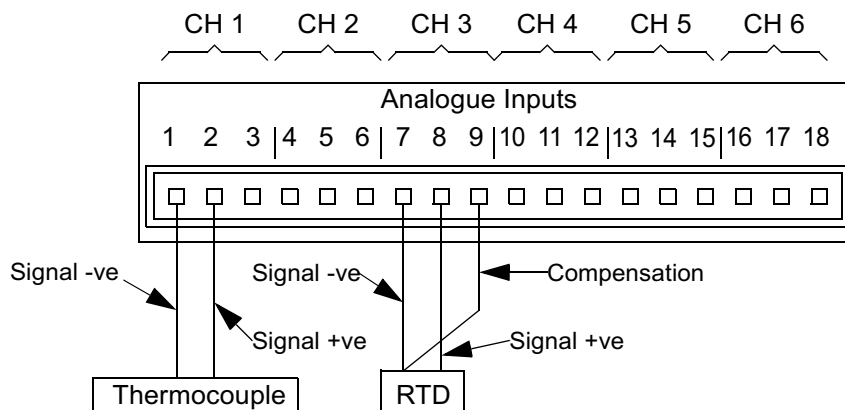 CH 1 CH 2 CH 3 CH 4 CH 5 CH 6
Analogue Inputs
1 2 3 4 5 6 7 8 9 10 11 12 13 14 15 16 17 18
Signal -ve Signal -ve Compensation
Signal +ve Signal +ve
Thermocouple RTD